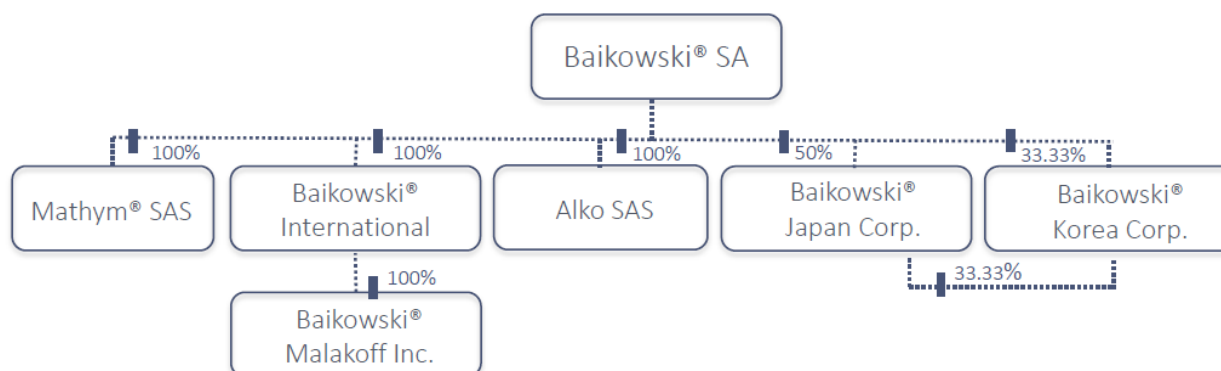 Baikowski® SA
100%
100%
100%
50%
33.33%
Mathym® SAS
Baikowski®
International
Alko SAS
Baikowski®
Japan Corp.
Baikowski®
Korea Corp.
100%
33.33%
Baikowski®
Malakoff Inc.